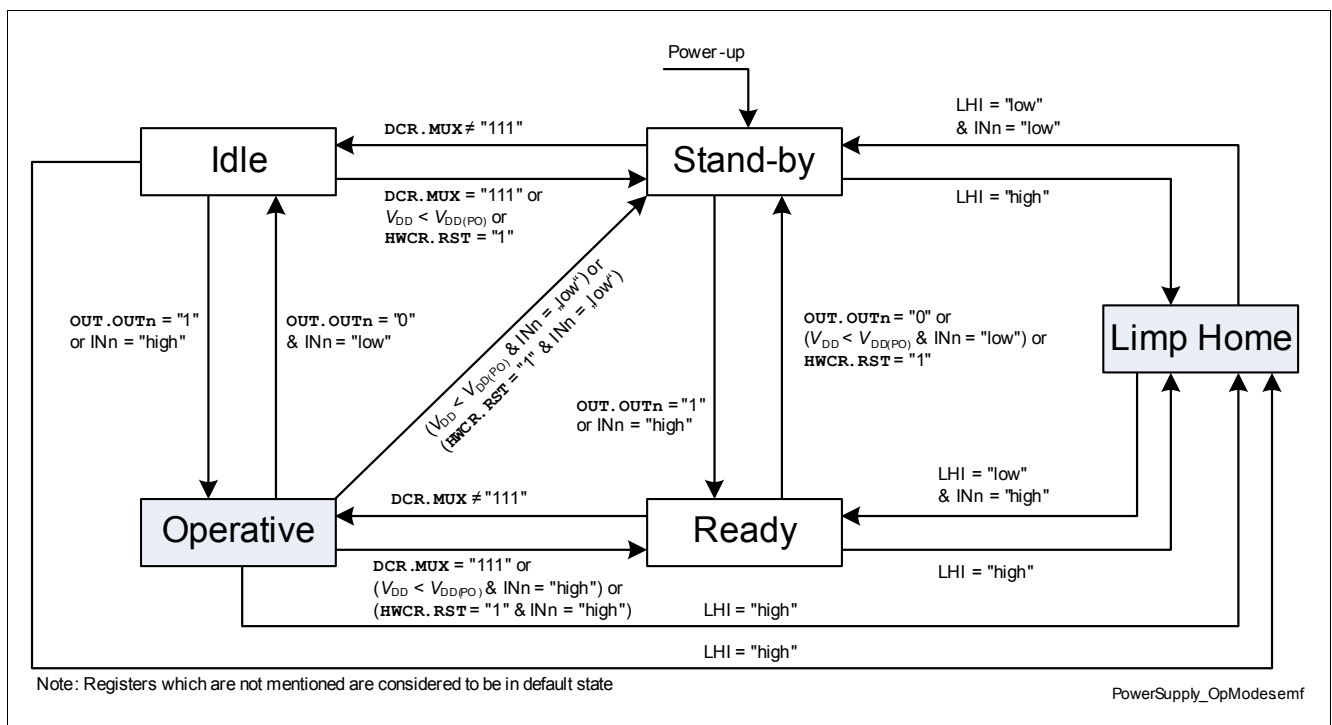 Power-up
LHI = "low"
& INn = "low"
DCR.MUX ≠ "111"
Idle
Stand-by
DCR.MUX = "111" or
VDD < VDD(PO) or
HWCR.RST = "1"
LHI = "high"
(VDD < VDD(PO) & INn = „low“) or
(HWCR.RST = "1" & INn = „low“)
OUT.OUTn = "1"
or INn = "high"
OUT.OUTn = "0"
& INn = "low"
OUT.OUTn = "0" or
(VDD < VDD(PO) & INn = "low") or
HWCR.RST = "1"
Limp Home
OUT.OUTn = "1"
or INn = "high"
LHI = "low"
& INn = "high"
DCR.MUX ≠ "111"
Operative
Ready
DCR.MUX = "111" or
(VDD < VDD(PO) & INn = "high") or
(HWCR.RST = "1" & INn = "high")
LHI = "high"
LHI = "high"
LHI = "high"
Note: Registers which are not mentioned are considered to be in default state
PowerSupply_OpModesemf